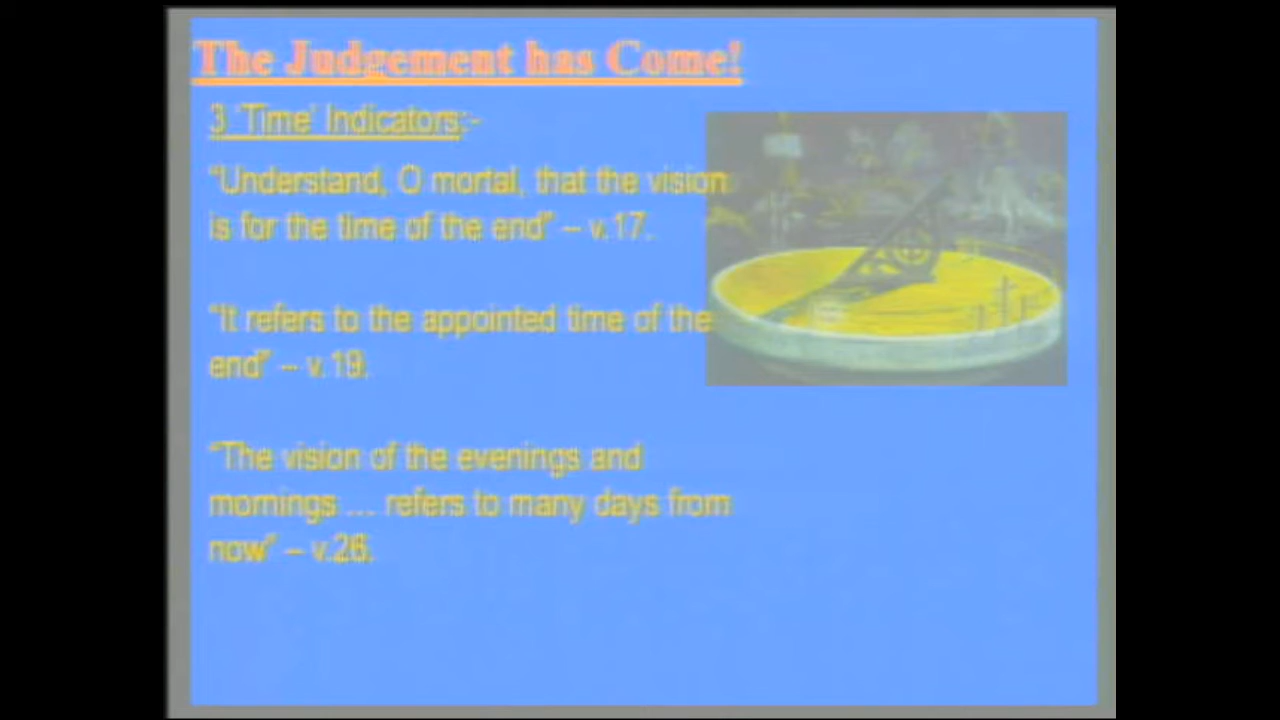 The Judgement has Come!
3 'Time' Indicators:-
"Understand, O mortal, that the vision
is for the time of the end" – v.17.
"It refers to the appointed time of the
end" – v.19.
"The vision of the evenings and
mornings ... refers to many days from
now" – v.26.